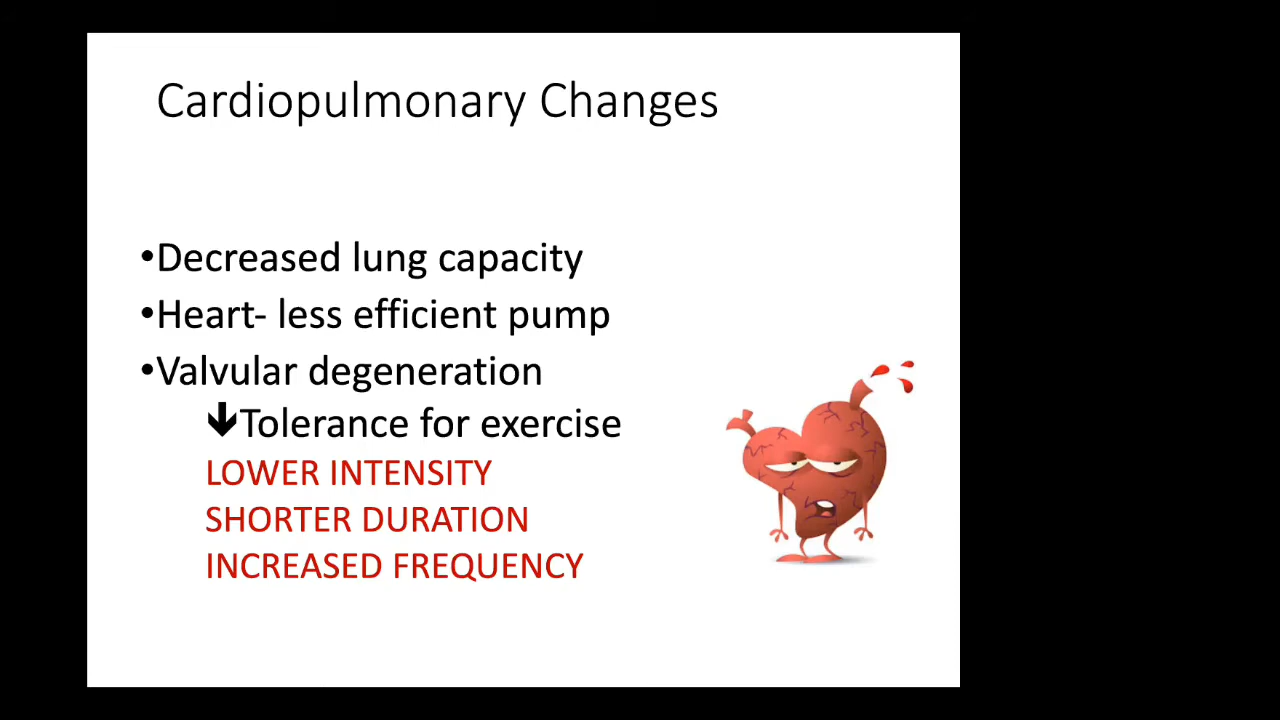 Cardiopulmonary Changes
•Decreased lung capacity
•Heart- less efficient pump
•Valvular degeneration
🡫Tolerance for exercise
LOWER INTENSITY
SHORTER DURATION
INCREASED FREQUENCY